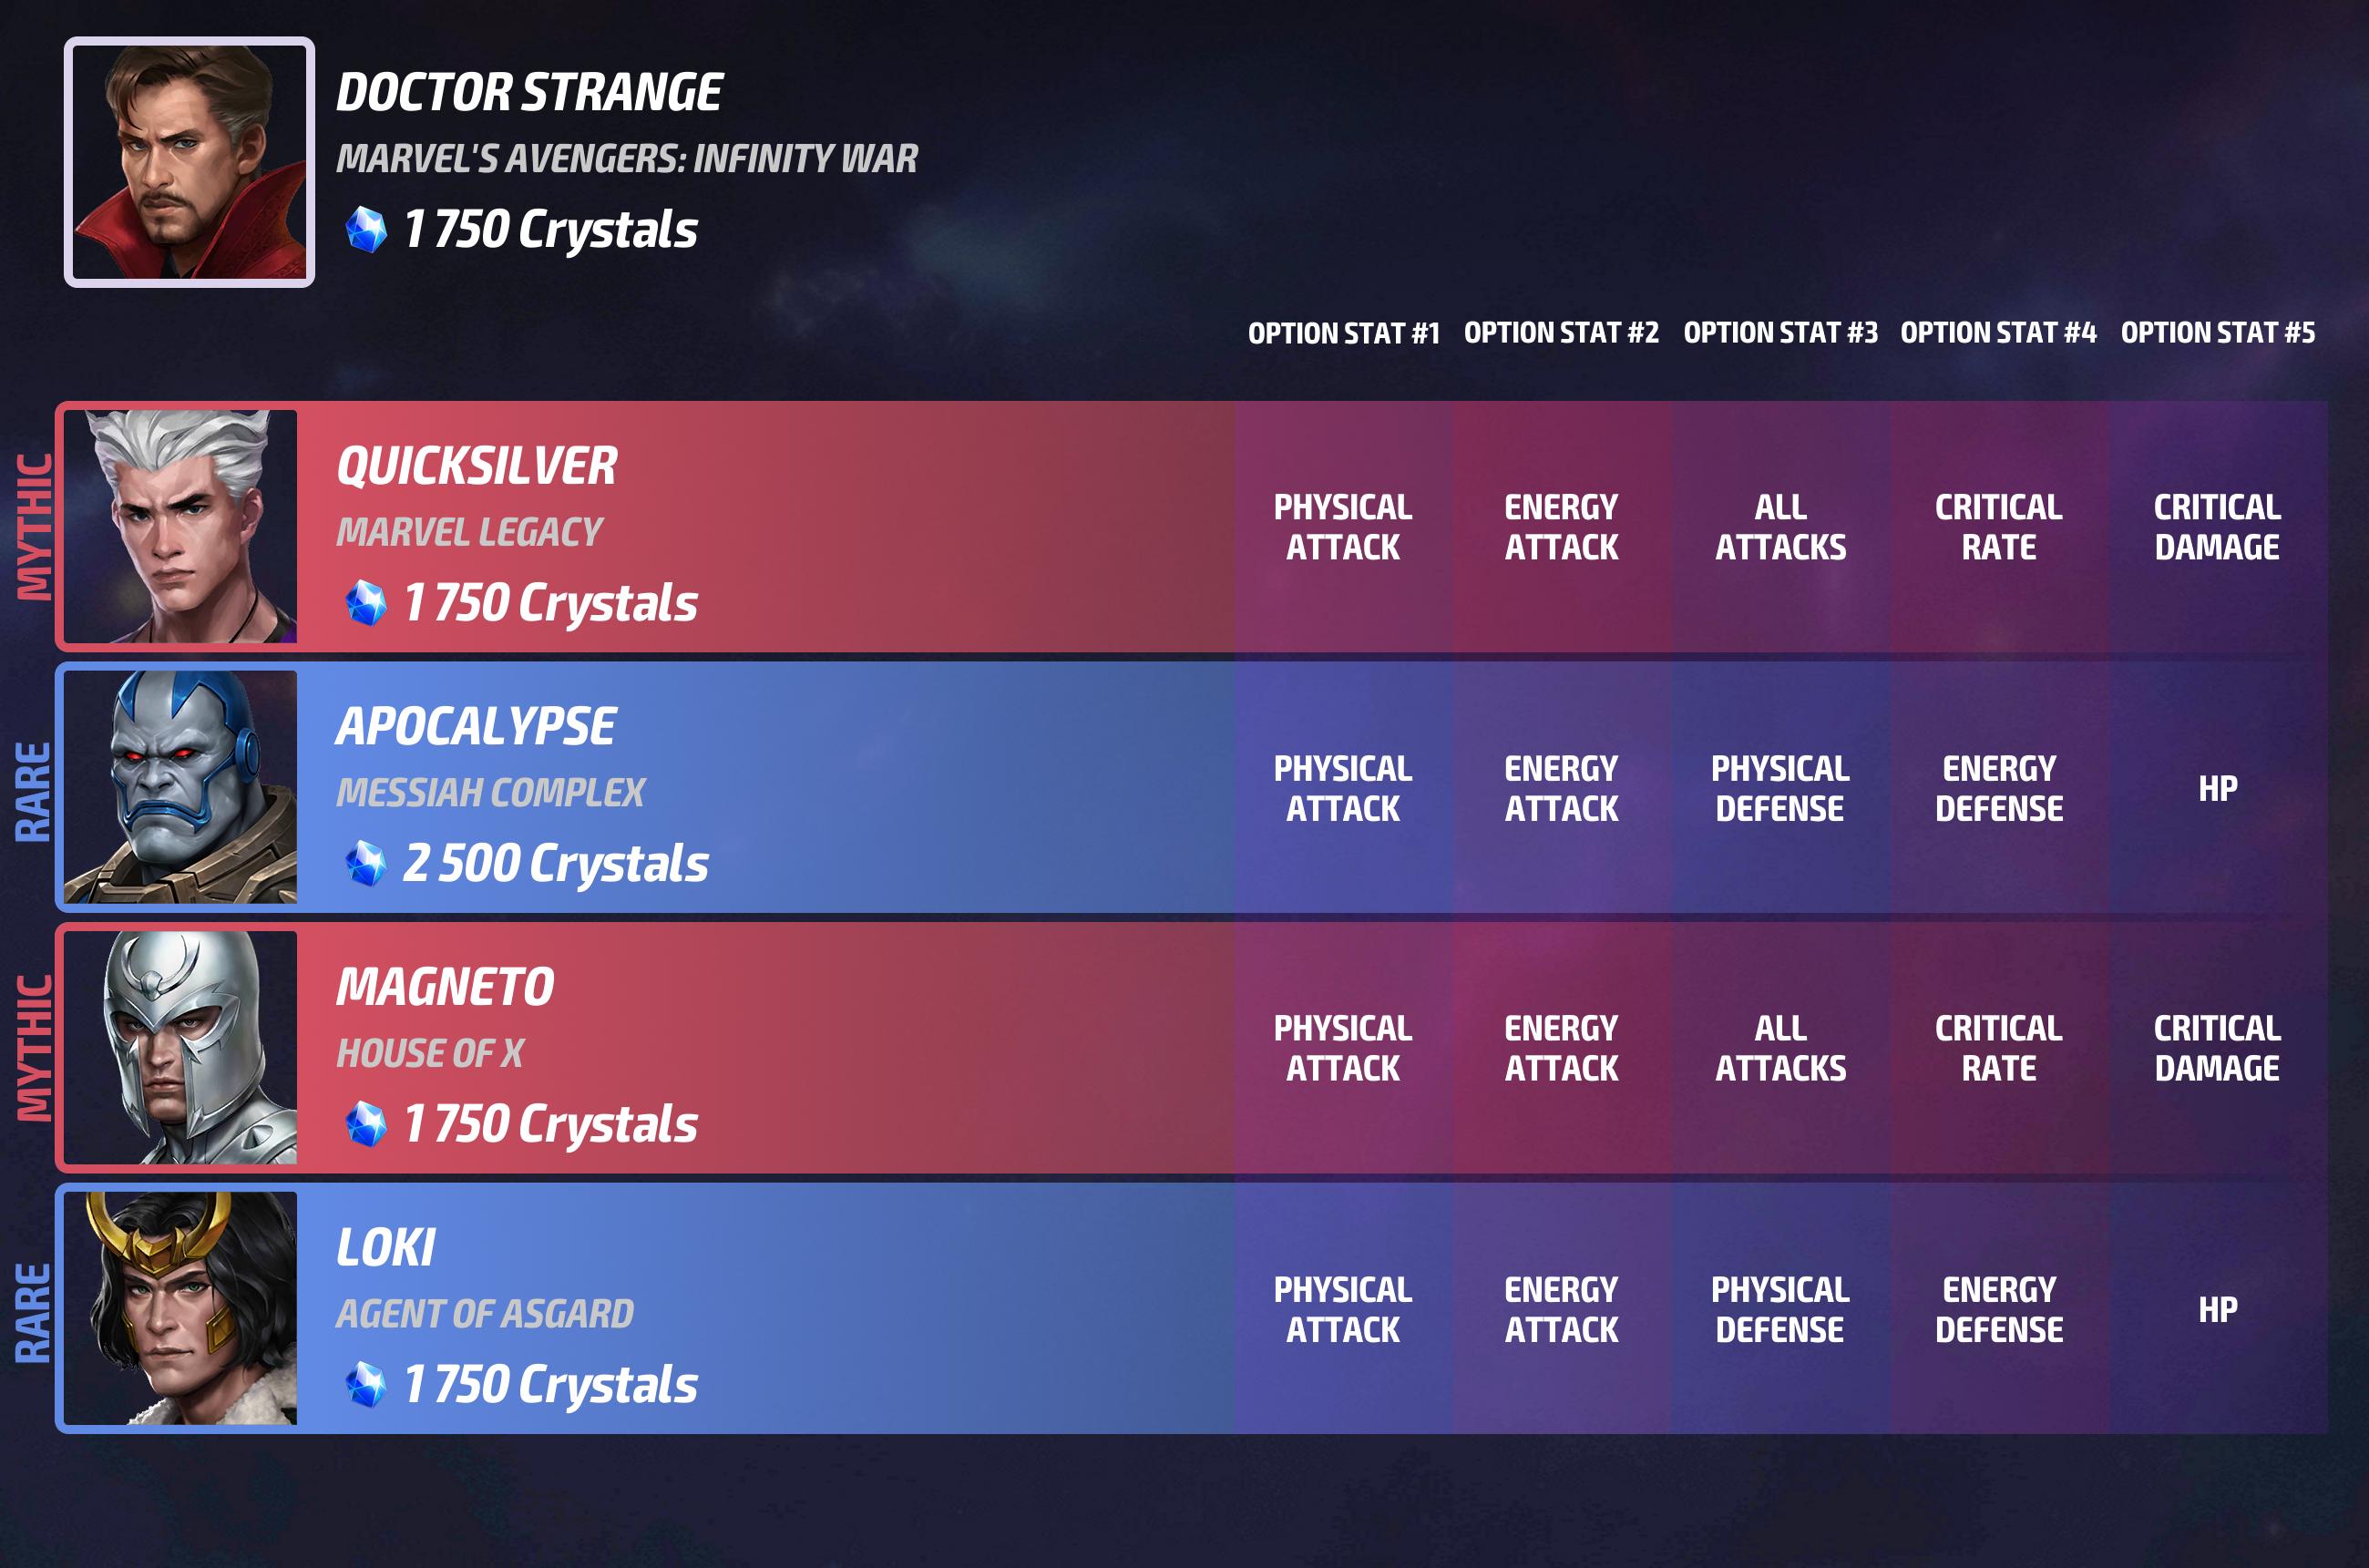 DOCTOR STRANGE
MARVEL'S AVENGERS: INFINITY WAR
1 750 Crystals
OPTION STAT #1 OPTION STAT #2 OPTION STAT #3 OPTION STAT #4 OPTION STAT #5
MYTHIC
QUICKSILVER
MARVEL LEGACY
1 750 Crystals
PHYSICAL
ATTACK
ENERGY
ATTACK
ALL
ATTACKS
CRITICAL
RATE
CRITICAL
DAMAGE
RARE
APOCALYPSE
MESSIAH COMPLEX
2 500 Crystals
PHYSICAL
ATTACK
ENERGY
ATTACK
PHYSICAL
DEFENSE
ENERGY
DEFENSE
HP
MYTHIC
MAGNETO
HOUSE OF X
1 750 Crystals
PHYSICAL
ATTACK
ENERGY
ATTACK
ALL
ATTACKS
CRITICAL
RATE
CRITICAL
DAMAGE
RARE
LOKI
AGENT OF ASGARD
1 750 Crystals
PHYSICAL
ATTACK
ENERGY
ATTACK
PHYSICAL
DEFENSE
ENERGY
DEFENSE
HP